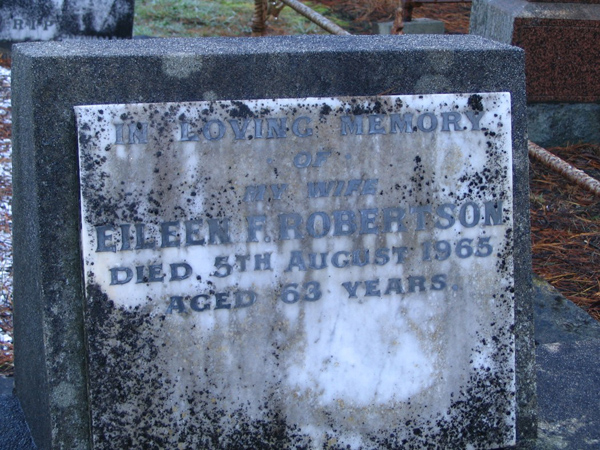 R.I.P.
IN LOVING MEMORY
· OF ·
MY WIFE
EILEEN F. ROBERTSON
DIED 5TH AUGUST 1965
AGED 63 YEARS.